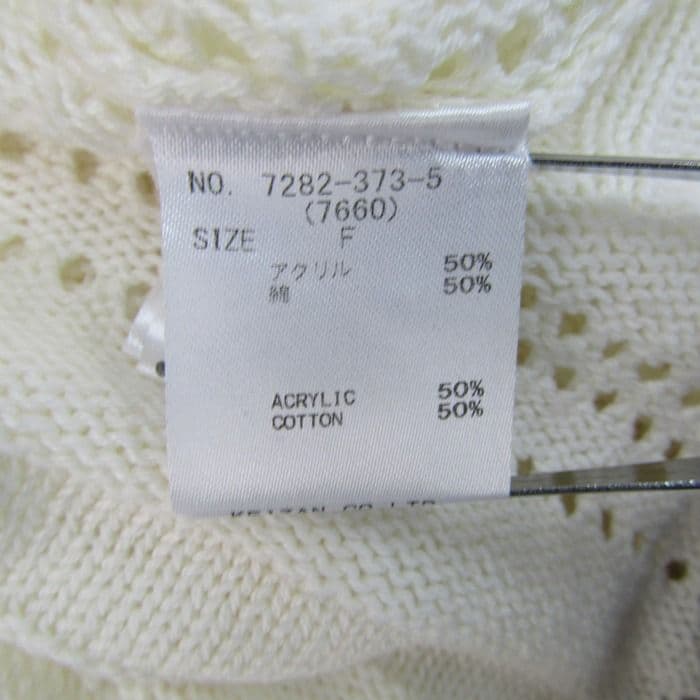 NO. 7282-373-5
(7660)
SIZE F
アクリル 50%
綿 50%
ACRYLIC 50%
COTTON 50%